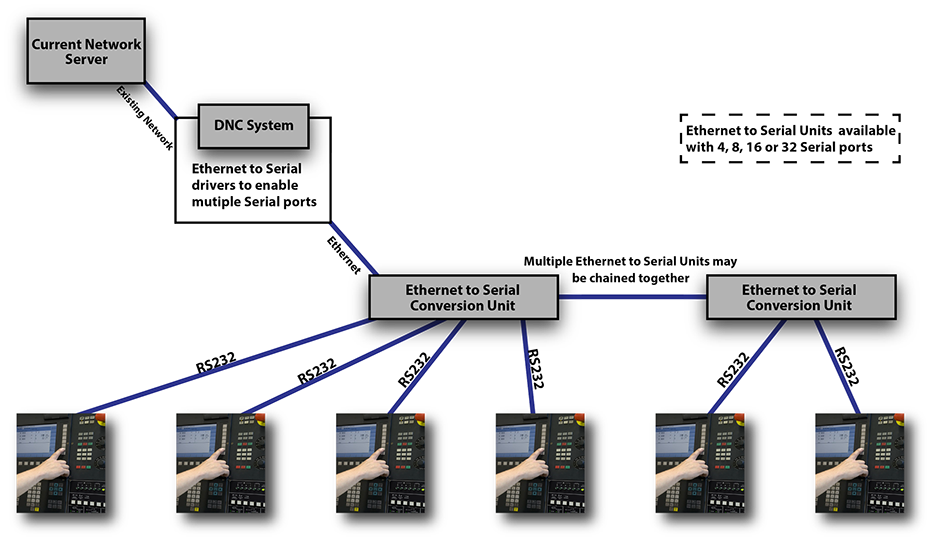 Current Network
Server
Existing Network
DNC System
Ethernet to Serial
drivers to enable
mutiple Serial ports
Ethernet to Serial Units available
with 4, 8, 16 or 32 Serial ports
Ethernet
Multiple Ethernet to Serial Units may
be chained together
Ethernet to Serial
Conversion Unit
Ethernet to Serial
Conversion Unit
RS232
RS232
RS232
RS232
RS232
RS232